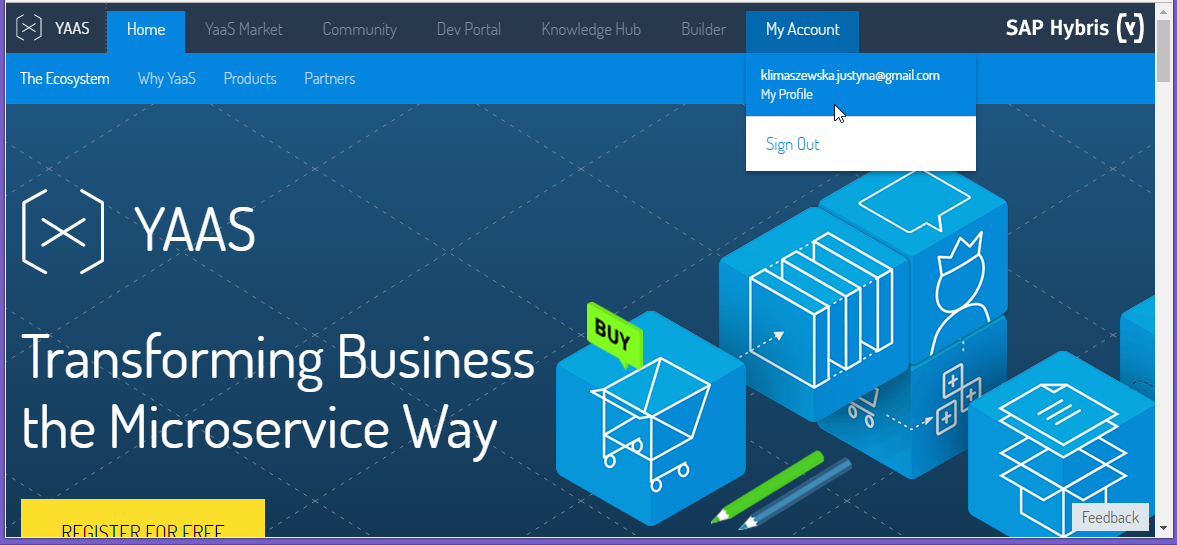 YAAS Home YaaS Market Community Dev Portal Knowledge Hub Builder My Account SAP Hybris (Y)
The Ecosystem Why YaaS Products Partners
klimaszewska.justyna@gmail.com
My Profile
Sign Out
YAAS
BUY
Transforming Business
the Microservice Way
REGISTER FOR FREE
Feedback